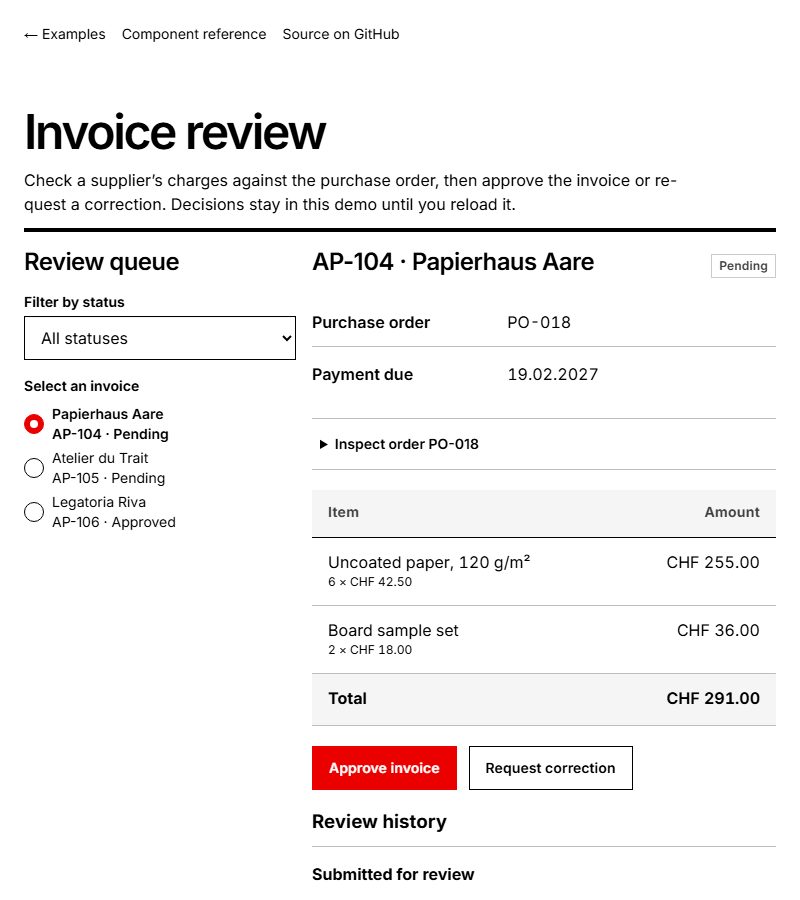 ← Examples Component reference Source on GitHub
Invoice review
Check a supplier’s charges against the purchase order, then approve the invoice or re-
quest a correction. Decisions stay in this demo until you reload it.
Review queue
Filter by status
All statuses
Select an invoice
Papierhaus Aare
AP-104 · Pending
Atelier du Trait
AP-105 · Pending
Legatoria Riva
AP-106 · Approved
AP-104 · Papierhaus Aare
Pending
Purchase order PO-018
Payment due 19.02.2027
Inspect order PO-018
Item Amount
Uncoated paper, 120 g/m² CHF 255.00
6 × CHF 42.50
Board sample set CHF 36.00
2 × CHF 18.00
Total CHF 291.00
Approve invoice Request correction
Review history
Submitted for review